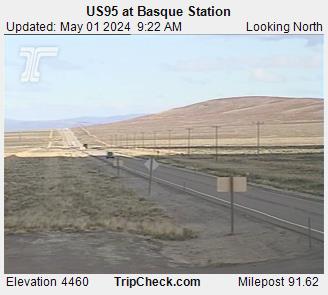 US95 at Basque Station
Updated: May 01 2024 9:22 AM Looking North
Elevation 4460 TripCheck.com Milepost 91.62